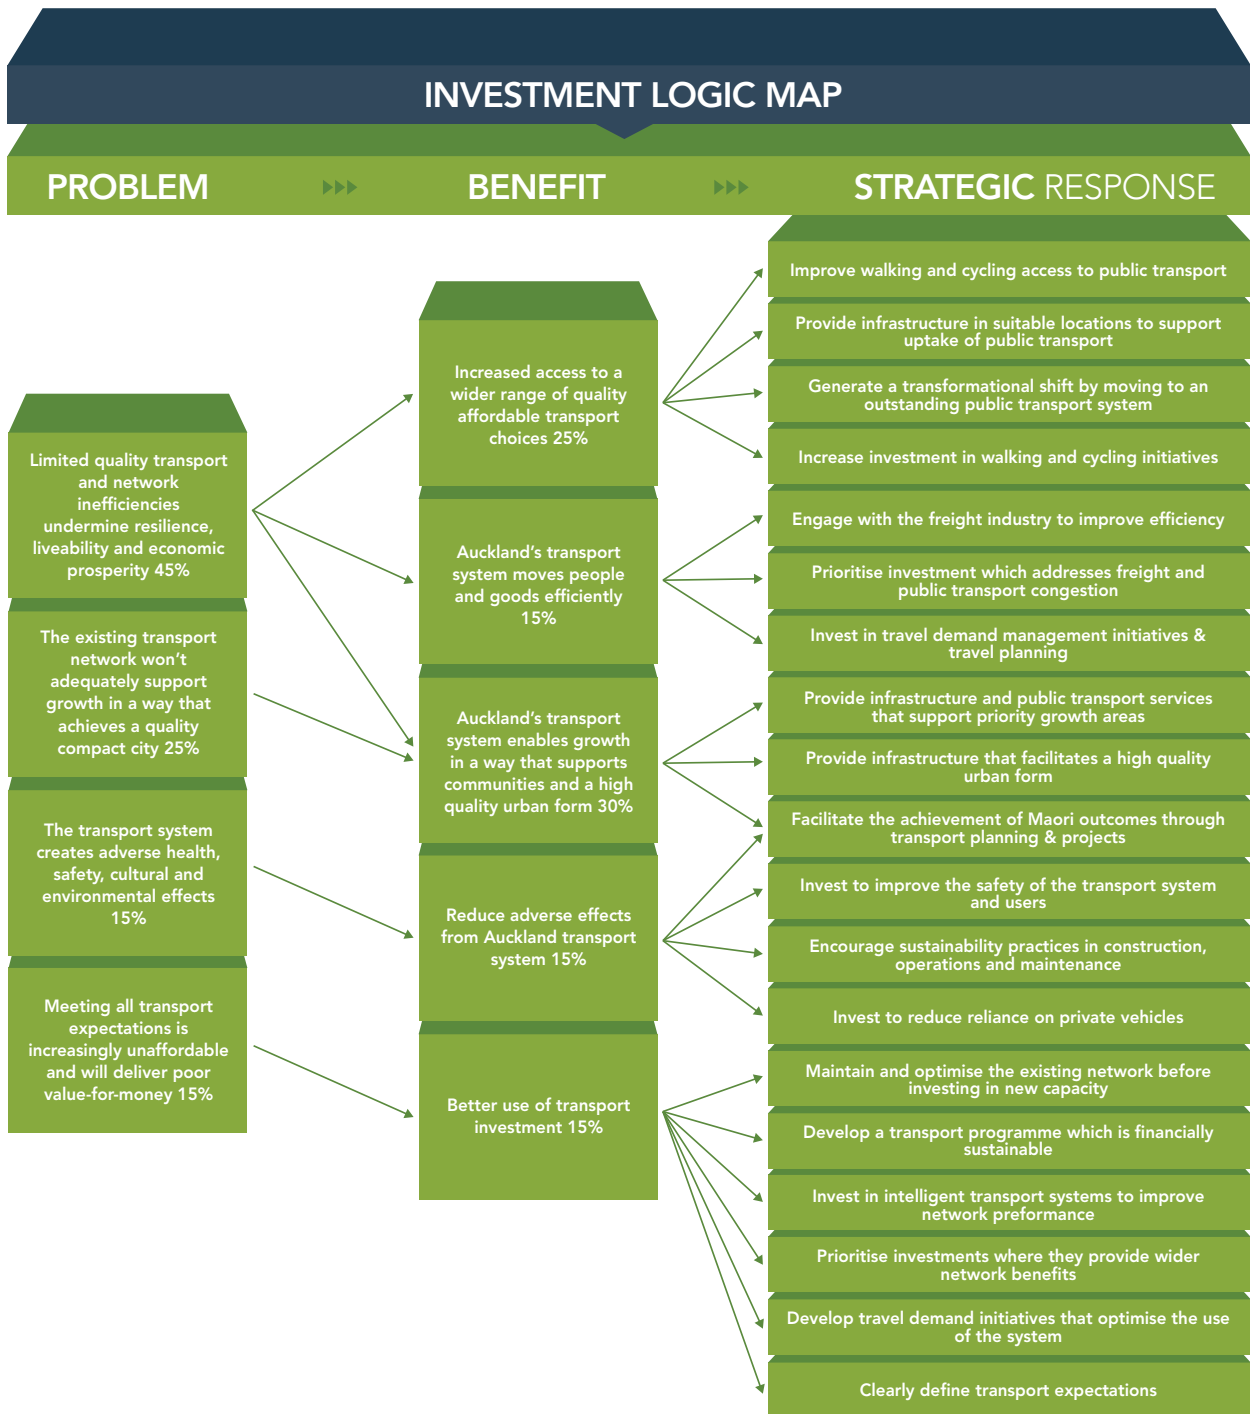 INVESTMENT LOGIC MAP
PROBLEM
BENEFIT
STRATEGIC RESPONSE
Limited quality transport
and network
inefficiencies
undermine resilience,
liveability and economic
prosperity 45%
The existing transport
network won't
adequately support
growth in a way that
achieves a quality
compact city 25%
The transport system
creates adverse health,
safety, cultural and
environmental effects
15%
Meeting all transport
expectations is
increasingly unaffordable
and will deliver poor
value-for-money 15%
Increased access to a
wider range of quality
affordable transport
choices 25%
Auckland's transport
system moves people
and goods efficiently
15%
Auckland's transport
system enables growth
in a way that supports
communities and a high
quality urban form 30%
Reduce adverse effects
from Auckland transport
system 15%
Better use of transport
investment 15%
Improve walking and cycling access to public transport
Provide infrastructure in suitable locations to support
uptake of public transport
Generate a transformational shift by moving to an
outstanding public transport system
Increase investment in walking and cycling initiatives
Engage with the freight industry to improve efficiency
Prioritise investment which addresses freight and
public transport congestion
Invest in travel demand management initiatives &
travel planning
Provide infrastructure and public transport services
that support priority growth areas
Provide infrastructure that facilitates a high quality
urban form
Facilitate the achievement of Maori outcomes through
transport planning & projects
Invest to improve the safety of the transport system
and users
Encourage sustainability practices in construction,
operations and maintenance
Invest to reduce reliance on private vehicles
Maintain and optimise the existing network before
investing in new capacity
Develop a transport programme which is financially
sustainable
Invest in intelligent transport systems to improve
network preformance
Prioritise investments where they provide wider
network benefits
Develop travel demand initiatives that optimise the use
of the system
Clearly define transport expectations